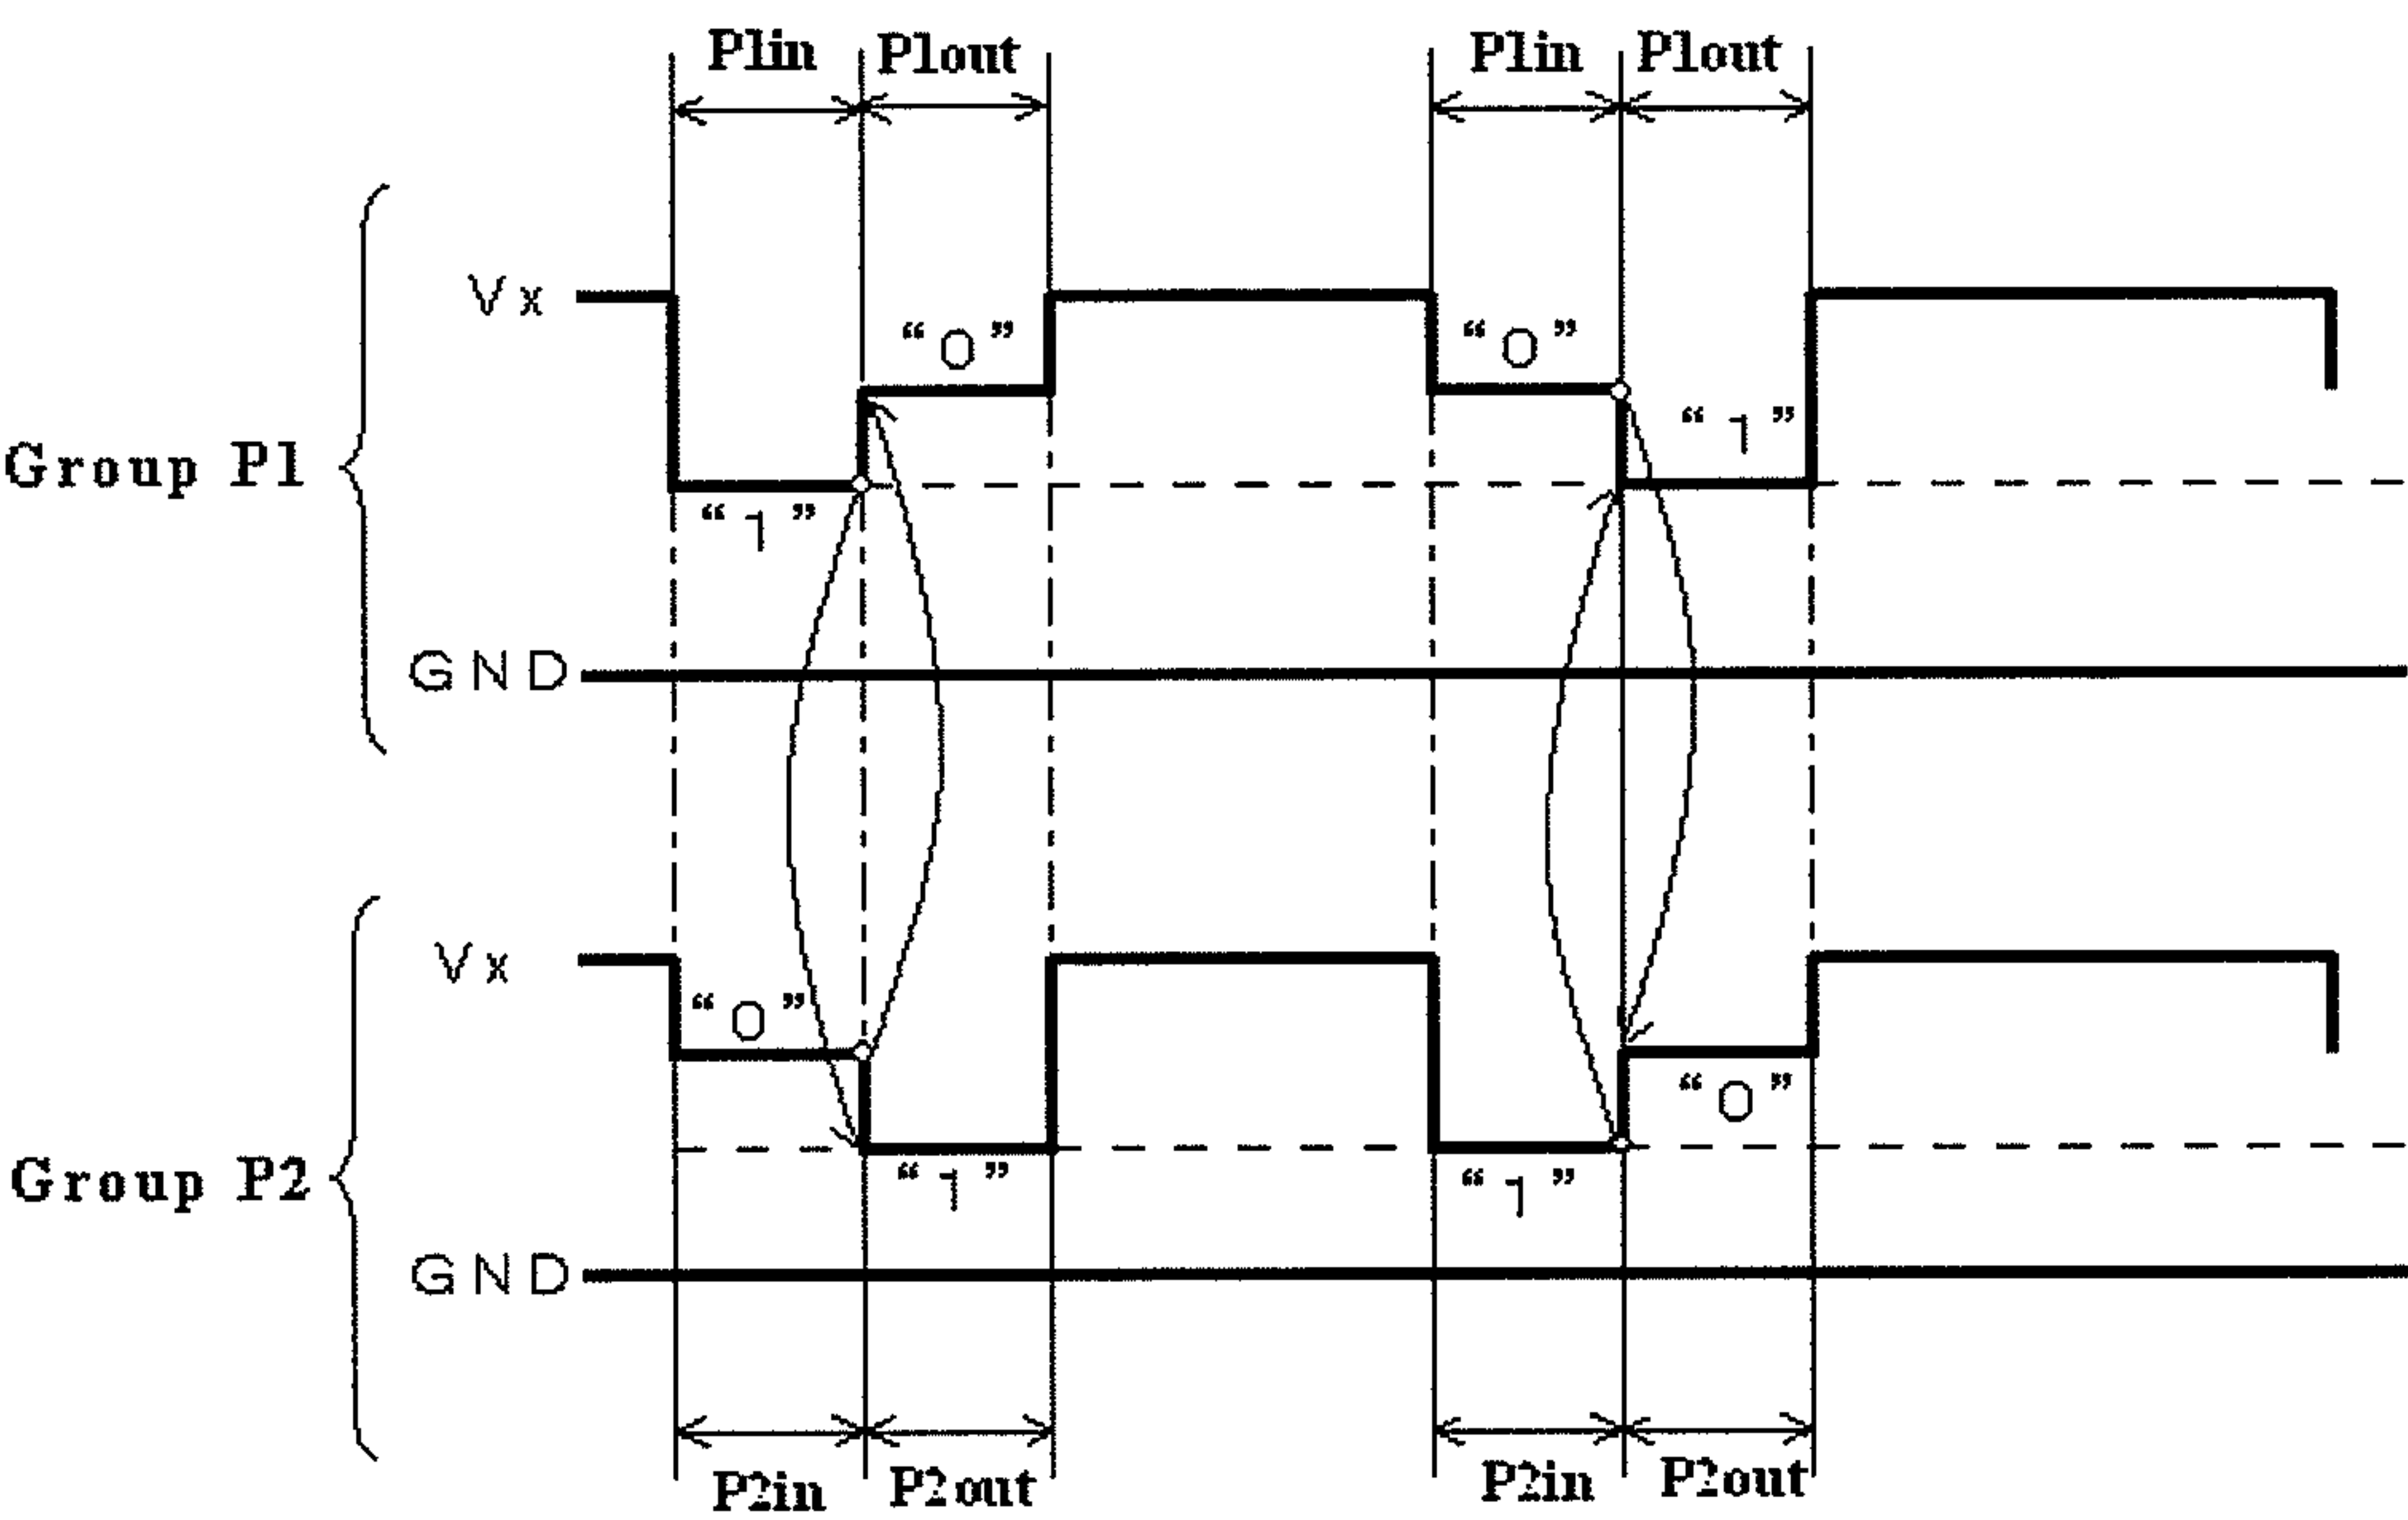 P1in P1out P1in P1out
Vx
“0” “0”
“1”
Group P1
“1”
GND
Vx
“0”
“0”
Group P2
“1” “1”
GND
P2in P2out P2in P2out